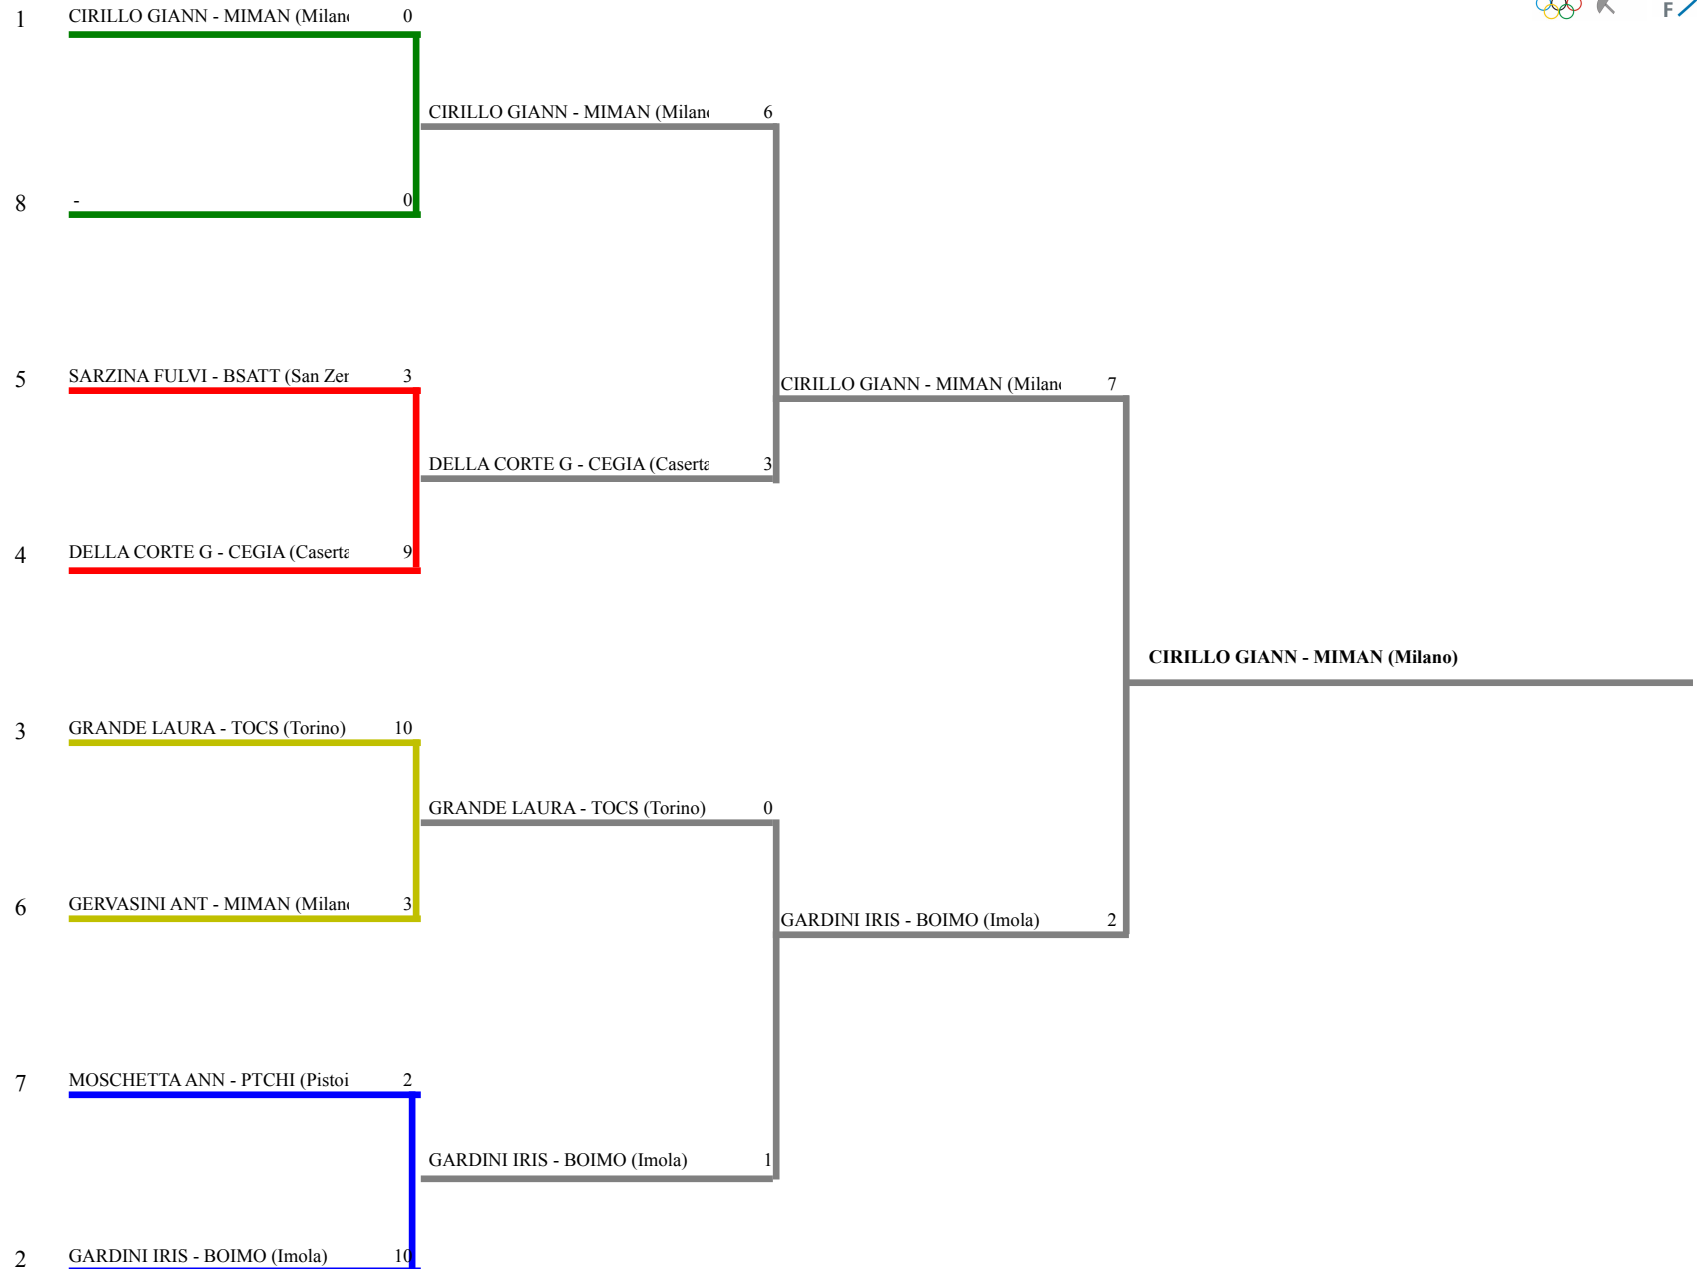 1 CIRILLO GIANN - MIMAN (Milan 0
F
CIRILLO GIANN - MIMAN (Milan 6
8 - 0
5 SARZINA FULVI - BSATT (San Zer 3
CIRILLO GIANN - MIMAN (Milan 7
DELLA CORTE G - CEGIA (Caserta 3
4 DELLA CORTE G - CEGIA (Caserta 9
CIRILLO GIANN - MIMAN (Milano)
3 GRANDE LAURA - TOCS (Torino) 10
GRANDE LAURA - TOCS (Torino) 0
6 GERVASINI ANT - MIMAN (Milan 3
GARDINI IRIS - BOIMO (Imola) 2
7 MOSCHETTA ANN - PTCHI (Pistoi 2
GARDINI IRIS - BOIMO (Imola) 1
2 GARDINI IRIS - BOIMO (Imola) 10